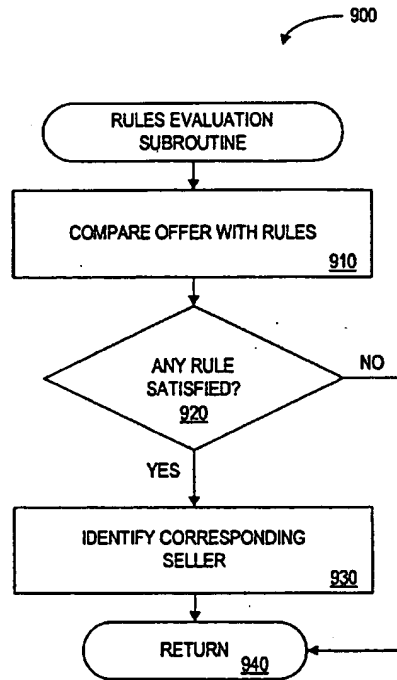 900
RULES EVALUATION
SUBROUTINE
COMPARE OFFER WITH RULES
910
ANY RULE
SATISFIED?
920
NO
YES
IDENTIFY CORRESPONDING
SELLER
930
RETURN
940